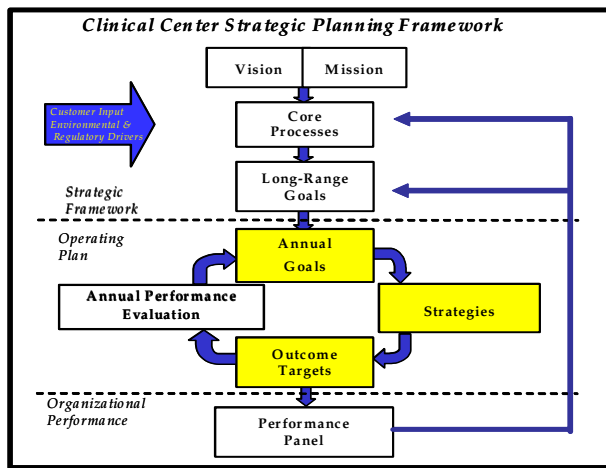 Clinical Center Strategic Planning Framework
Vision
Mission
Customer Input
Environmental &
Regulatory Drivers
Core
Processes
Long-Range
Goals
Strategic
Framework
Operating
Plan
Annual
Goals
Annual Performance
Evaluation
Strategies
Outcome
Targets
Organizational
Performance
Performance
Panel